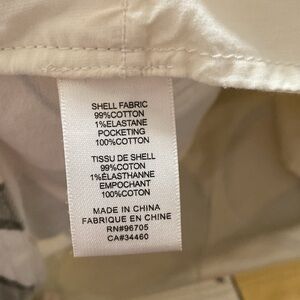 SHELL FABRIC
99%COTTON
1%ELASTANE
POCKETING
100%COTTON
TISSU DE SHELL
99%COTON
1%ÉLASTHANNE
EMPOCHANT
100%COTON
MADE IN CHINA
FABRIQUE EN CHINE
RN#96705
CA#34460